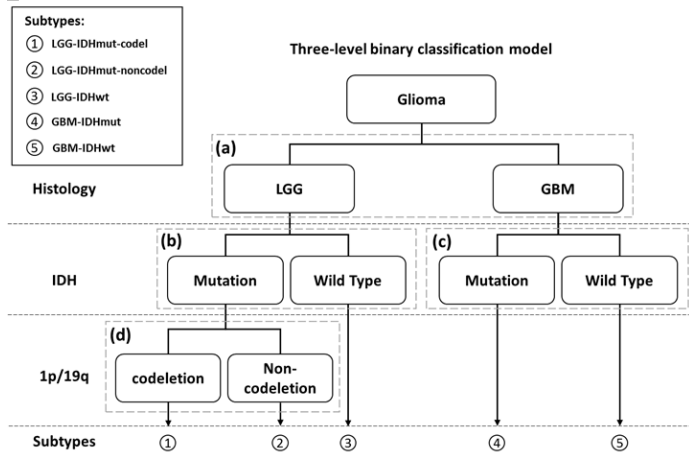 Subtypes:
① LGG-IDHmut-codel
② LGG-IDHmut-noncodel
③ LGG-IDHwt
④ GBM-IDHmut
⑤ GBM-IDHwt
Three-level binary classification model
Glioma
(a)
Histology
LGG
GBM
(b)
(c)
IDH
Mutation
Wild Type
Mutation
Wild Type
(d)
1p/19q
codeletion
Non-
codeletion
Subtypes
①
②
③
④
⑤